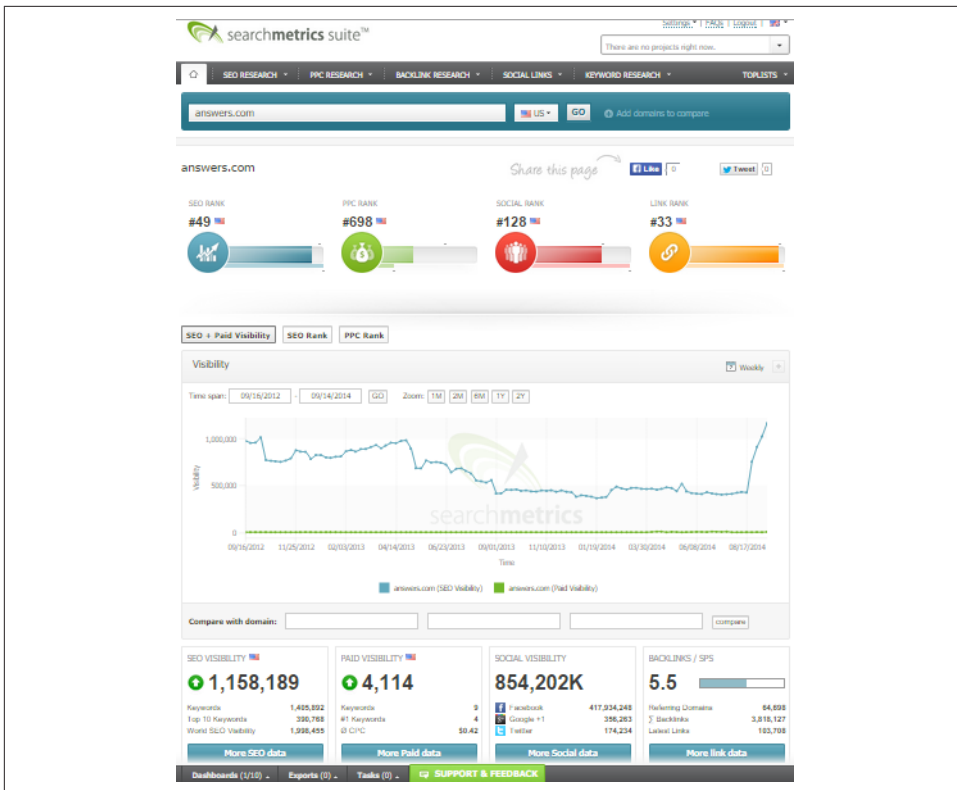 Settings | FAQs | Logout |
searchmetrics suite™
There are no projects right now.
SEO RESEARCH PPC RESEARCH BACKLINK RESEARCH SOCIAL LINKS KEYWORD RESEARCH TOPLISTS
answers.com US GO Add domains to compare
answers.com Share this page Like 0 Tweet 0
SEO RANK PPC RANK SOCIAL RANK LINK RANK
#49 #698 #128 #33
SEO + Paid Visibility SEO Rank PPC Rank
Visibility Weekly
Time span: 09/16/2012 - 09/14/2014 GO Zoom: 1M 2M 6M 1Y 2Y
1,000,000
500,000
0
Visibility
searchmetrics
09/16/2012 11/25/2012 02/03/2013 04/14/2013 06/23/2013 09/01/2013 11/10/2013 01/19/2014 03/30/2014 06/08/2014 08/17/2014
Time
answers.com (SEO Visibility) answers.com (Paid Visibility)
Compare with domain: compare
SEO VISIBILITY PAID VISIBILITY SOCIAL VISIBILITY BACKLINKS / SPS
1,158,189 4,114 854,202K 5.5
Keywords 1,405,892 Keywords 9 Facebook 417,934,248 Referring Domains 64,698
Top 10 Keywords 390,768 #1 Keywords 4 Google +1 356,263 ∑ Backlinks 3,818,127
World SEO Visibility 1,998,455 Ø CPC $0.42 Twitter 174,234 Latest Links 103,708
More SEO data More Paid data More Social data More link data
Dashboards (1/10) Exports (0) Tasks (0) SUPPORT & FEEDBACK